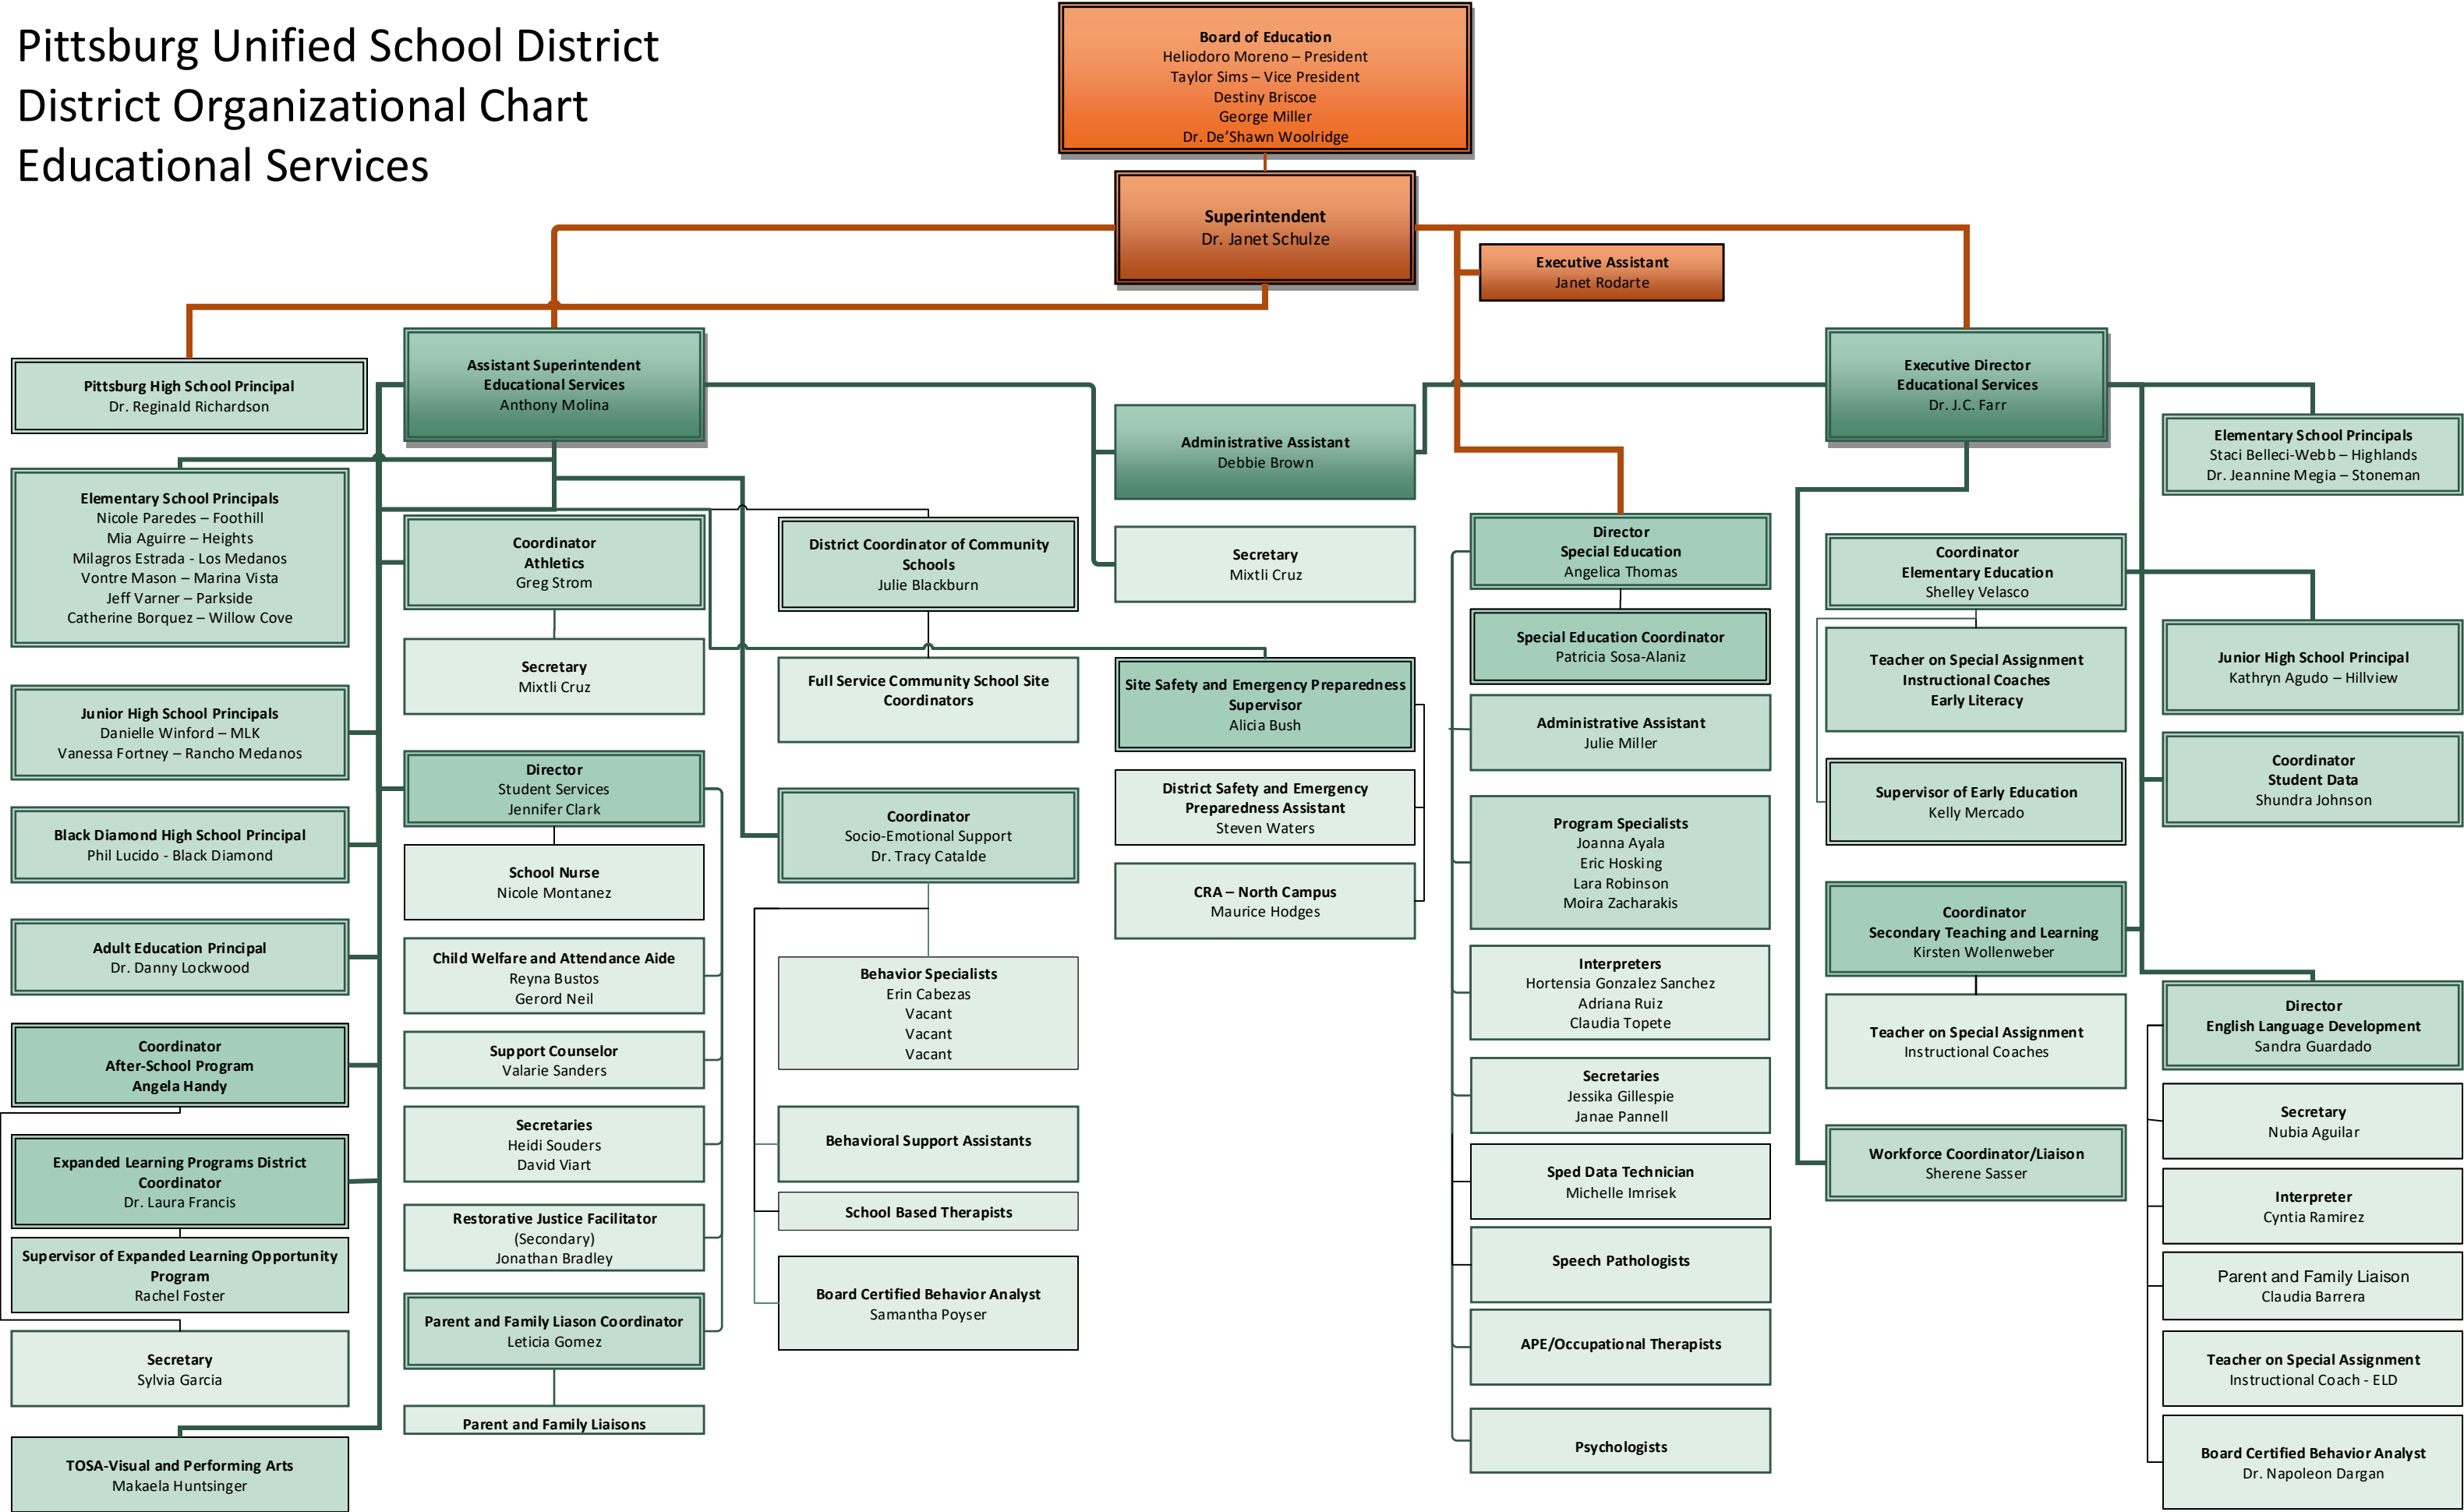 Pittsburg Unified School District
District Organizational Chart
Educational Services
Board of Education
Heliodoro Moreno – President
Taylor Sims – Vice President
Destiny Briscoe
George Miller
Dr. De’Shawn Woolridge
Superintendent
Dr. Janet Schulze
Executive Assistant
Janet Rodarte
Pittsburg High School Principal
Dr. Reginald Richardson
Assistant Superintendent
Educational Services
Anthony Molina
Administrative Assistant
Debbie Brown
Executive Director
Educational Services
Dr. J.C. Farr
Elementary School Principals
Staci Belleci-Webb – Highlands
Dr. Jeannine Megia – Stoneman
Elementary School Principals
Nicole Paredes – Foothill
Mia Aguirre – Heights
Milagros Estrada - Los Medanos
Vontre Mason – Marina Vista
Jeff Varner – Parkside
Catherine Borquez – Willow Cove
Junior High School Principals
Danielle Winford – MLK
Vanessa Fortney – Rancho Medanos
Black Diamond High School Principal
Phil Lucido - Black Diamond
Adult Education Principal
Dr. Danny Lockwood
Coordinator
After-School Program
Angela Handy
Expanded Learning Programs District
Coordinator
Dr. Laura Francis
Supervisor of Expanded Learning Opportunity
Program
Rachel Foster
Secretary
Sylvia Garcia
TOSA-Visual and Performing Arts
Makaela Huntsinger
Coordinator
Athletics
Greg Strom
Secretary
Mixtli Cruz
Director
Student Services
Jennifer Clark
School Nurse
Nicole Montanez
Child Welfare and Attendance Aide
Reyna Bustos
Gerord Neil
Support Counselor
Valarie Sanders
Secretaries
Heidi Souders
David Viart
Restorative Justice Facilitator
(Secondary)
Jonathan Bradley
Parent and Family Liason Coordinator
Leticia Gomez
Parent and Family Liaisons
District Coordinator of Community
Schools
Julie Blackburn
Full Service Community School Site
Coordinators
Coordinator
Socio-Emotional Support
Dr. Tracy Catalde
Behavior Specialists
Erin Cabezas
Vacant
Vacant
Vacant
Behavioral Support Assistants
School Based Therapists
Board Certified Behavior Analyst
Samantha Poyser
Secretary
Mixtli Cruz
Site Safety and Emergency Preparedness
Supervisor
Alicia Bush
District Safety and Emergency
Preparedness Assistant
Steven Waters
CRA – North Campus
Maurice Hodges
Director
Special Education
Angelica Thomas
Special Education Coordinator
Patricia Sosa-Alaniz
Administrative Assistant
Julie Miller
Program Specialists
Joanna Ayala
Eric Hosking
Lara Robinson
Moira Zacharakis
Interpreters
Hortensia Gonzalez Sanchez
Adriana Ruiz
Claudia Topete
Secretaries
Jessika Gillespie
Janae Pannell
Sped Data Technician
Michelle Imrisek
Speech Pathologists
APE/Occupational Therapists
Psychologists
Coordinator
Elementary Education
Shelley Velasco
Teacher on Special Assignment
Instructional Coaches
Early Literacy
Supervisor of Early Education
Kelly Mercado
Coordinator
Secondary Teaching and Learning
Kirsten Wollenweber
Teacher on Special Assignment
Instructional Coaches
Workforce Coordinator/Liaison
Sherene Sasser
Junior High School Principal
Kathryn Agudo – Hillview
Coordinator
Student Data
Shundra Johnson
Director
English Language Development
Sandra Guardado
Secretary
Nubia Aguilar
Interpreter
Cyntia Ramirez
Parent and Family Liaison
Claudia Barrera
Teacher on Special Assignment
Instructional Coach - ELD
Board Certified Behavior Analyst
Dr. Napoleon Dargan